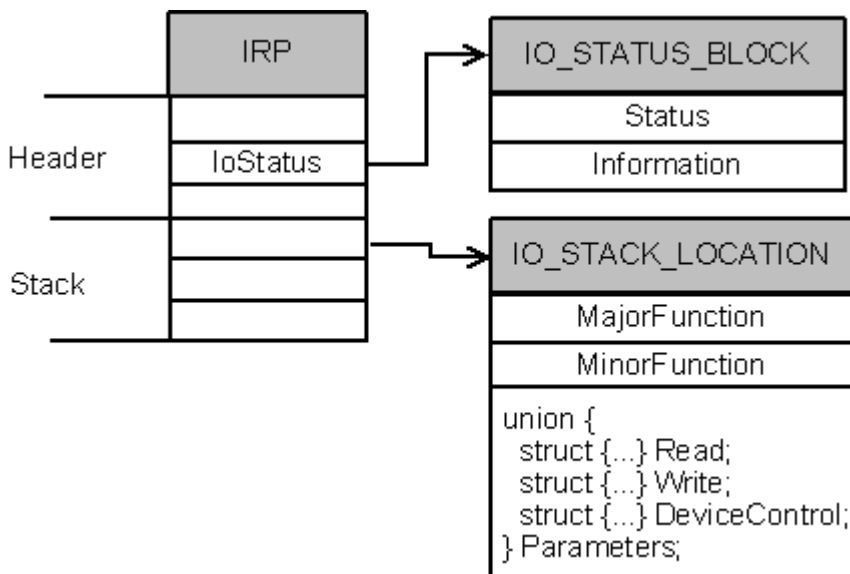 IRP
Header
IoStatus
Stack
IO_STATUS_BLOCK
Status
Information
IO_STACK_LOCATION
MajorFunction
MinorFunction
union {
struct {...} Read;
struct {...} Write;
struct {...} DeviceControl;
} Parameters;